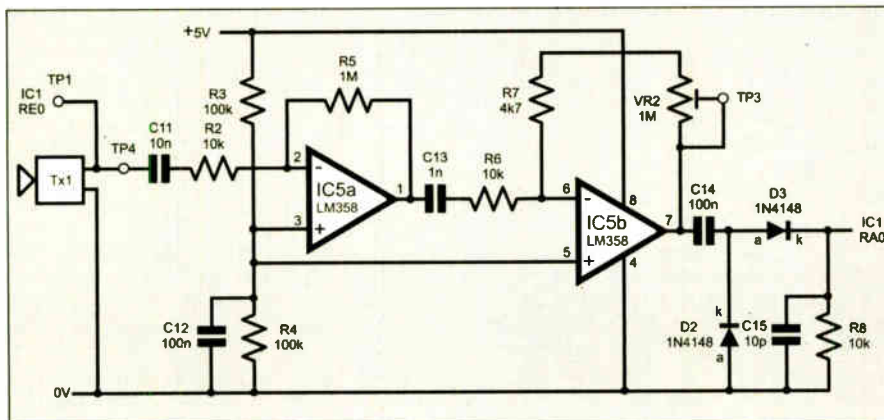 +5V
TP1
IC1
RE0
R3
100k
R5
1M
R7
4k7
VR2
1M
TP3
C11
10n
R2
10k
TP4
Tx1
2
-
IC5a
LM358
3
+
1
C13
1n
R6
10k
6
-
IC5b
LM358
5
+
8
7
4
C14
100n
D3
1N4148
a
k
IC1
RA0
C12
100n
R4
100k
D2
1N4148
k
a
C15
10p
R8
10k
0V